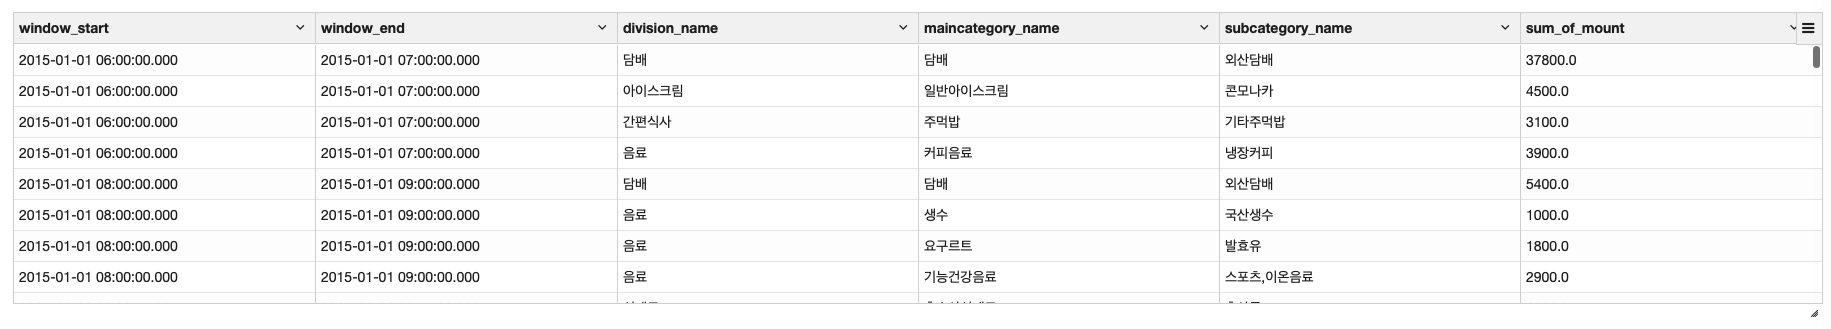 window_start window_end division_name maincategory_name subcategory_name sum_of_mount
2015-01-01 06:00:00.000 2015-01-01 07:00:00.000 담배 담배 외산담배 37800.0
2015-01-01 06:00:00.000 2015-01-01 07:00:00.000 아이스크림 일반아이스크림 콘모나카 4500.0
2015-01-01 06:00:00.000 2015-01-01 07:00:00.000 간편식사 주먹밥 기타주먹밥 3100.0
2015-01-01 06:00:00.000 2015-01-01 07:00:00.000 음료 커피음료 냉장커피 3900.0
2015-01-01 08:00:00.000 2015-01-01 09:00:00.000 담배 담배 외산담배 5400.0
2015-01-01 08:00:00.000 2015-01-01 09:00:00.000 음료 생수 국산생수 1000.0
2015-01-01 08:00:00.000 2015-01-01 09:00:00.000 음료 요구르트 발효유 1800.0
2015-01-01 08:00:00.000 2015-01-01 09:00:00.000 음료 기능건강음료 스포츠,이온음료 2900.0